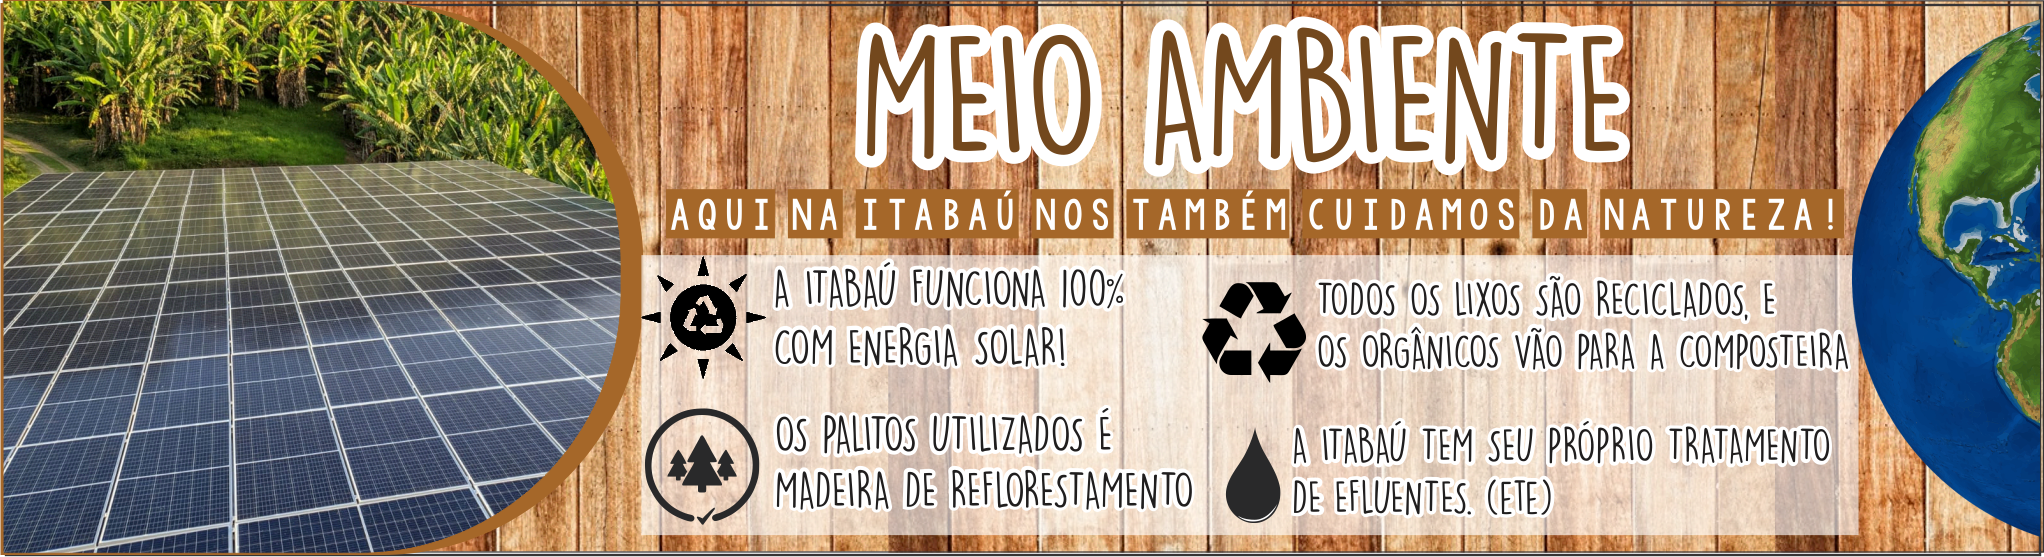 MEIO AMBIENTE
AQUI NA ITABAÚ NOS TAMBÉM CUIDAMOS DA NATUREZA!
A ITABAÚ FUNCIONA 100%
COM ENERGIA SOLAR!
TODOS OS LIXOS SÃO RECICLADOS, E
OS ORGÂNICOS VÃO PARA A COMPOSTEIRA
OS PALITOS UTILIZADOS É
MADEIRA DE REFLORESTAMENTO
A ITABAÚ TEM SEU PRÓPRIO TRATAMENTO
DE EFLUENTES. (ETE)